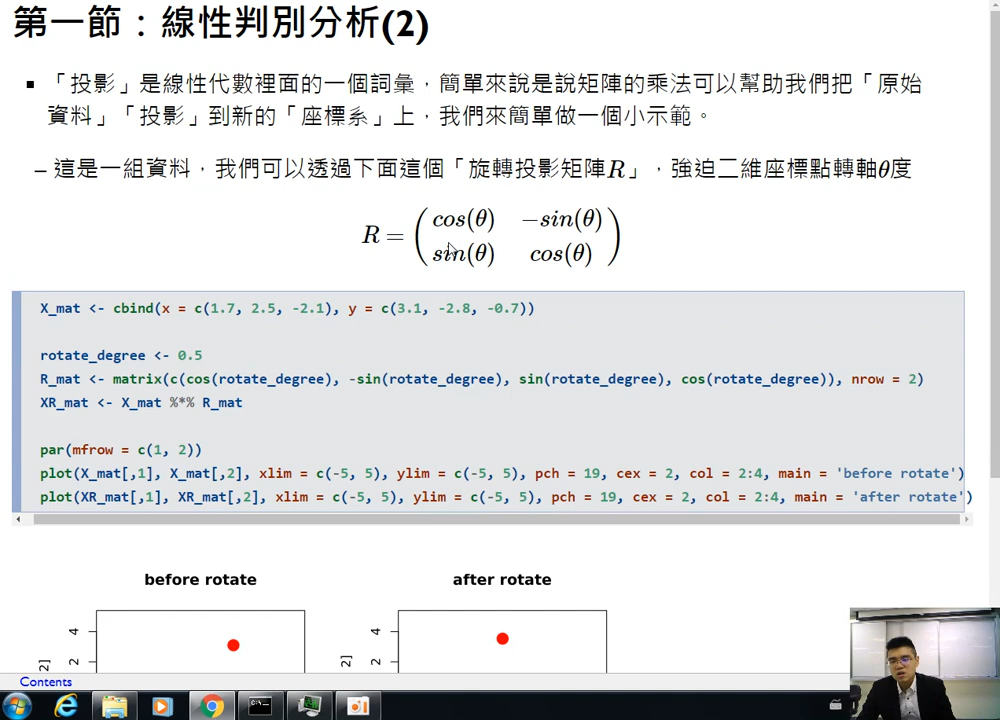 第一節：線性判別分析(2)
▪ 「投影」是線性代數裡面的一個詞彙，簡單來說是說矩陣的乘法可以幫助我們把「原始
資料」「投影」到新的「座標系」上，我們來簡單做一個小示範。
– 這是一組資料，我們可以透過下面這個「旋轉投影矩陣R」，強迫二維座標點轉軸θ度
R = ( cos(θ) −sin(θ)
sin(θ) cos(θ) )
X_mat <- cbind(x = c(1.7, 2.5, -2.1), y = c(3.1, -2.8, -0.7))
rotate_degree <- 0.5
R_mat <- matrix(c(cos(rotate_degree), -sin(rotate_degree), sin(rotate_degree), cos(rotate_degree)), nrow = 2)
XR_mat <- X_mat %*% R_mat
par(mfrow = c(1, 2))
plot(X_mat[,1], X_mat[,2], xlim = c(-5, 5), ylim = c(-5, 5), pch = 19, cex = 2, col = 2:4, main = 'before rotate')
plot(XR_mat[,1], XR_mat[,2], xlim = c(-5, 5), ylim = c(-5, 5), pch = 19, cex = 2, col = 2:4, main = 'after rotate')
before rotate
after rotate
4
4
2
2
2]
2]
Contents